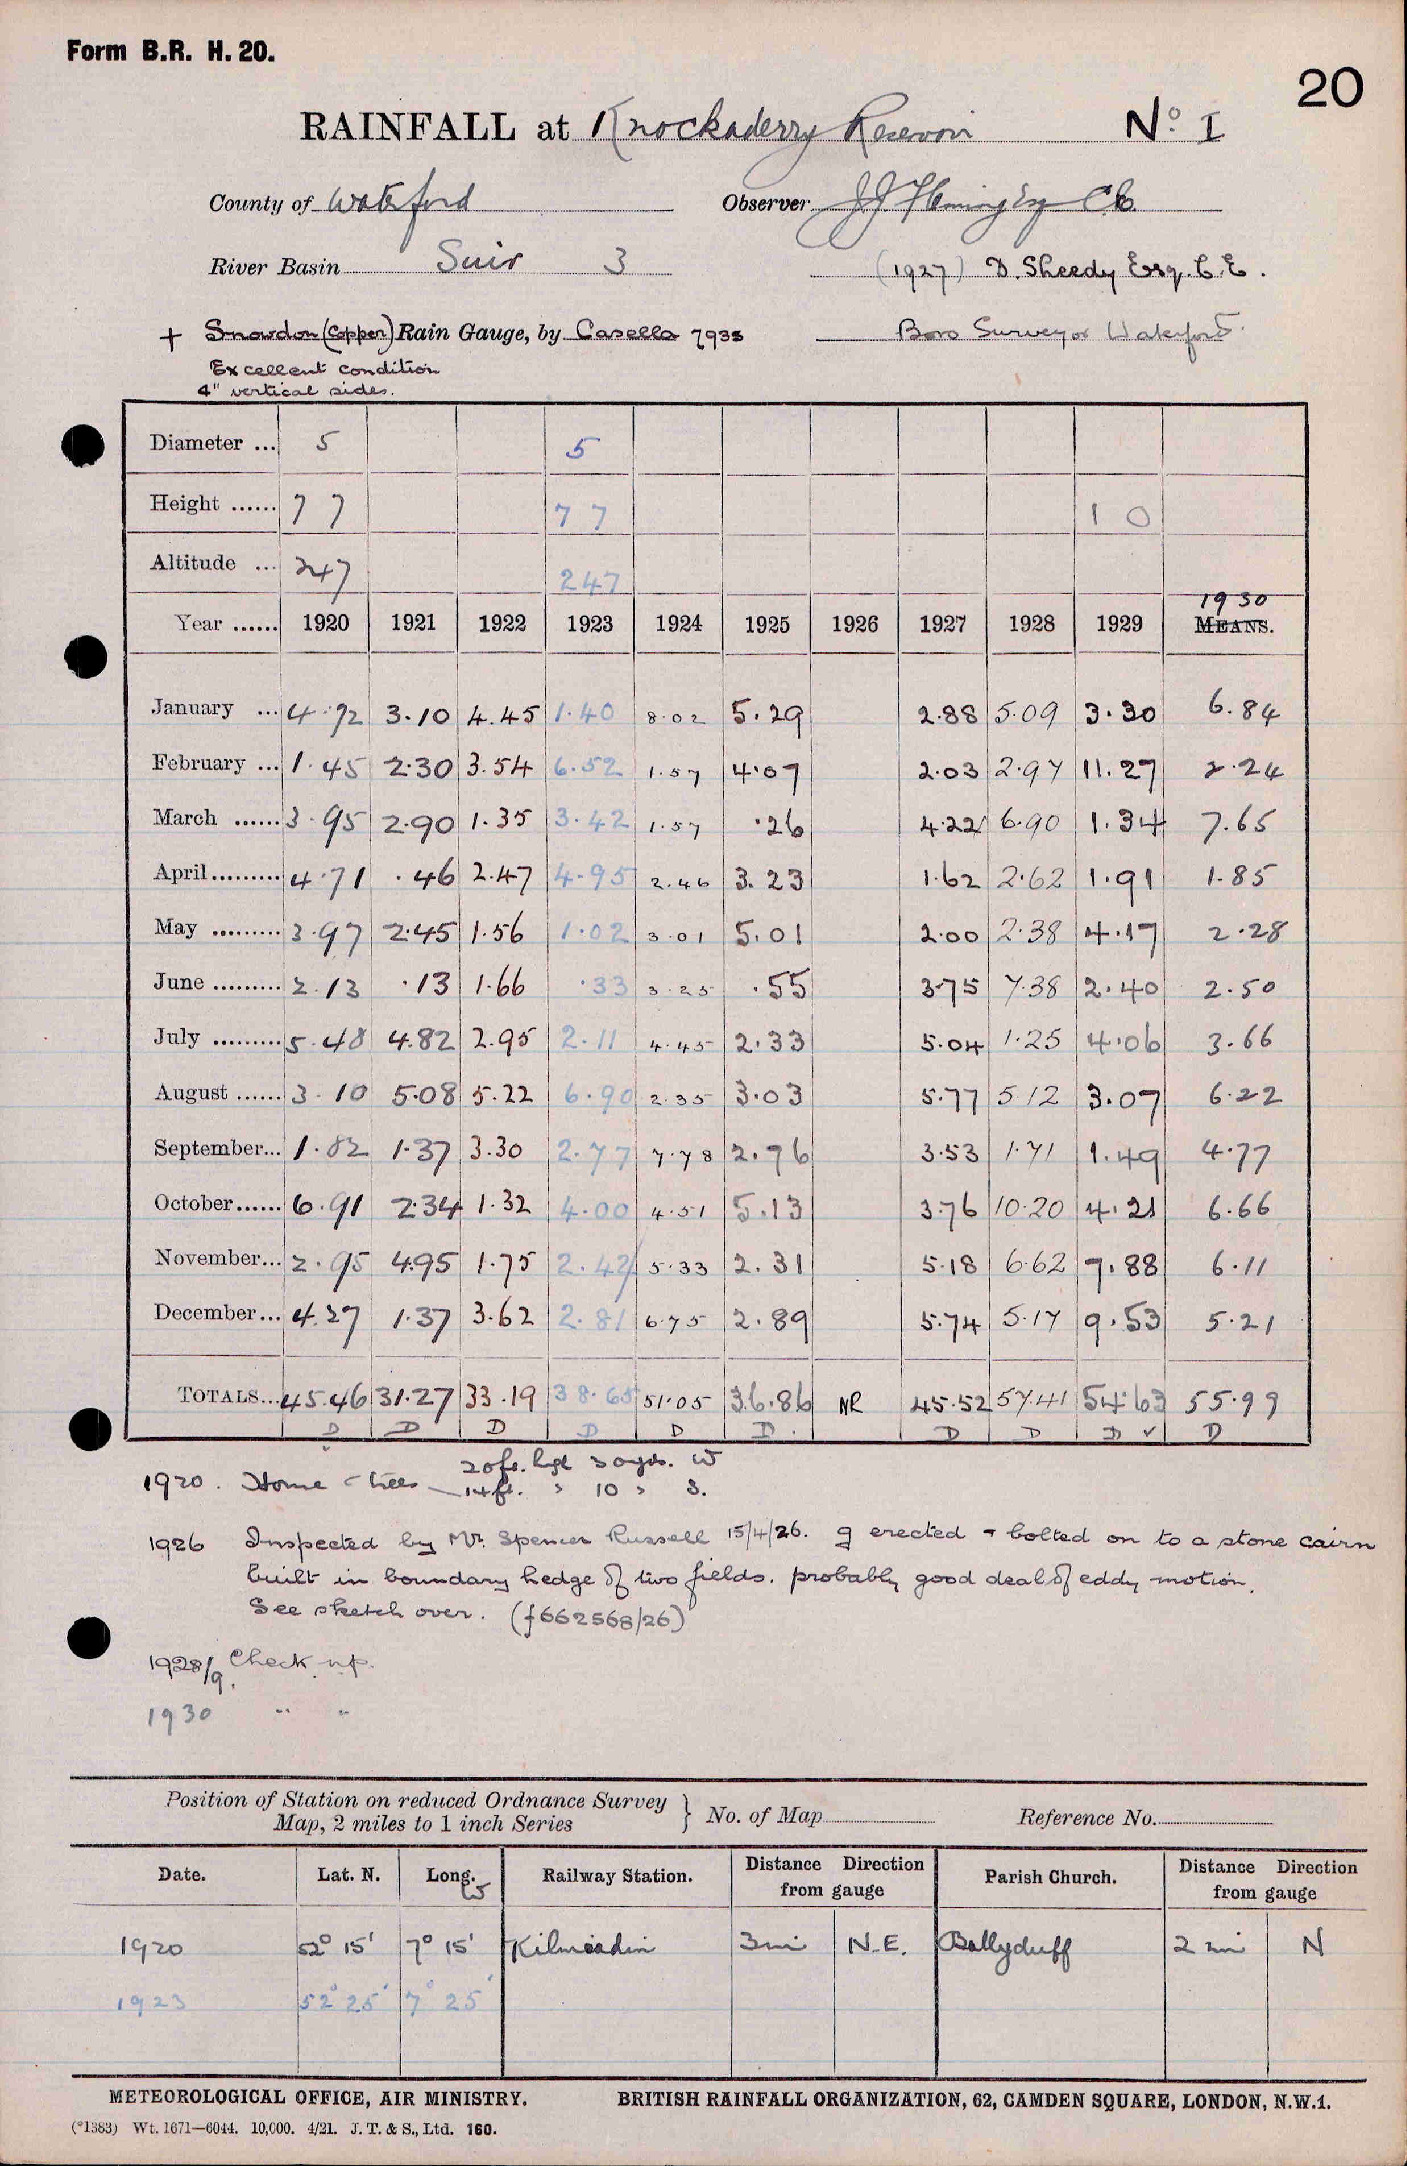 Form B.R. H. 20.
20
RAINFALL at Knockaderry Reservoir No. I
County of Waterford Observer J J Fleming Esq CE
River Basin Suir 3 (1927) D. Sheedy Esq. C.E.
+ Snowdon (Copper) Rain Gauge, by Casella 7935 Boro Surveyor Waterford.
Excellent condition
4" vertical sides.
Diameter ... 5 5
Height ...... 7 7 7 7 1 0
Altitude ... 247 247
1930
Year ...... 1920 1921 1922 1923 1924 1925 1926 1927 1928 1929 MEANS.
January ... 4.72 3.10 4.45 1.40 8.02 5.29 2.88 5.09 3.30 6.84
February ... 1.45 2.30 3.54 6.52 1.57 4.07 2.03 2.97 11.27 2.24
March ...... 3.95 2.90 1.35 3.42 1.57 .26 4.22 6.90 1.34 7.65
April ......... 4.71 .46 2.47 4.95 2.46 3.23 1.62 2.62 1.91 1.85
May ......... 3.97 2.45 1.56 1.02 3.01 5.01 2.00 2.38 4.17 2.28
June ......... 2.13 .13 1.66 .33 3.25 .55 3.75 7.38 2.40 2.50
July ......... 5.48 4.82 2.95 2.11 4.45 2.33 5.04 1.25 4.06 3.66
August ...... 3.10 5.08 5.22 6.90 2.35 3.03 5.77 5.12 3.07 6.22
September... 1.82 1.37 3.30 2.77 7.78 2.76 3.53 1.71 1.49 4.77
October...... 6.91 2.34 1.32 4.00 4.51 5.13 3.76 10.20 4.21 6.66
November... 2.95 4.95 1.75 2.42 5.33 2.31 5.18 6.62 7.88 6.11
December... 4.27 1.37 3.62 2.81 6.75 2.89 5.74 5.17 9.53 5.21
TOTALS... 45.46 31.27 33.19 38.65 51.05 36.86 NR 45.52 57.41 54.63 55.99
D D D D D D D D D ✓ D
20ft. hgt 30yds. W
1920. Home - trees 14ft. " 10 " S.
1926 Inspected by Mr. Spencer Russell 15/4/26. g erected & bolted on to a stone cairn
built in boundary hedge of two fields. probably good deal of eddy motion.
See sketch over. (f662568/26)
1928/9. Check up.
1930 " "
Position of Station on reduced Ordnance Survey
Map, 2 miles to 1 inch Series } No. of Map Reference No.
Date. Lat. N. Long. W Railway Station. Distance Direction from gauge Parish Church. Distance Direction from gauge
1920 52° 15' 7° 15' Kilmeadin 3mi N.E. Ballyduff 2 mi N
1923 52° 25' 7° 25'
METEOROLOGICAL OFFICE, AIR MINISTRY. BRITISH RAINFALL ORGANIZATION, 62, CAMDEN SQUARE, LONDON, N.W.1.
(*1383) Wt. 1671—6044. 10,000. 4/21. J. T. & S., Ltd. 160.